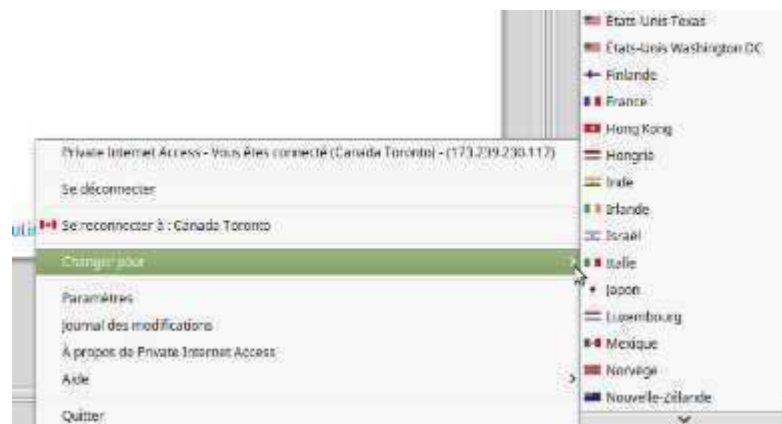 Private Internet Access - Vous êtes connecté (Canada Toronto) - (173.239.230.117)
Se déconnecter
Se reconnecter à : Canada Toronto
Changer pour
Paramètres
Journal des modifications
À propos de Private Internet Access
Aide
Quitter
États-Unis Texas
États-Unis Washington DC
Finlande
France
Hong Kong
Hongrie
Inde
Irlande
Israël
Italie
Japon
Luxembourg
Mexique
Norvège
Nouvelle-Zélande